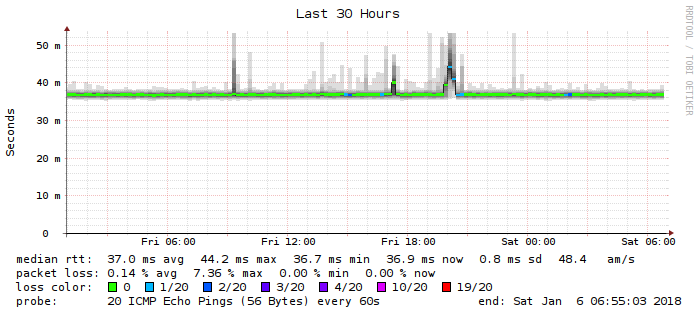 Last 30 Hours
RRDTOOL / TOBI OETIKER
Seconds
50 m
40 m
30 m
20 m
10 m
0
Fri 06:00 Fri 12:00 Fri 18:00 Sat 00:00 Sat 06:00
median rtt: 37.0 ms avg 44.2 ms max 36.7 ms min 36.9 ms now 0.8 ms sd 48.4 am/s
packet loss: 0.14 % avg 7.36 % max 0.00 % min 0.00 % now
loss color: 0 1/20 2/20 3/20 4/20 10/20 19/20
probe: 20 ICMP Echo Pings (56 Bytes) every 60s end: Sat Jan 6 06:55:03 2018